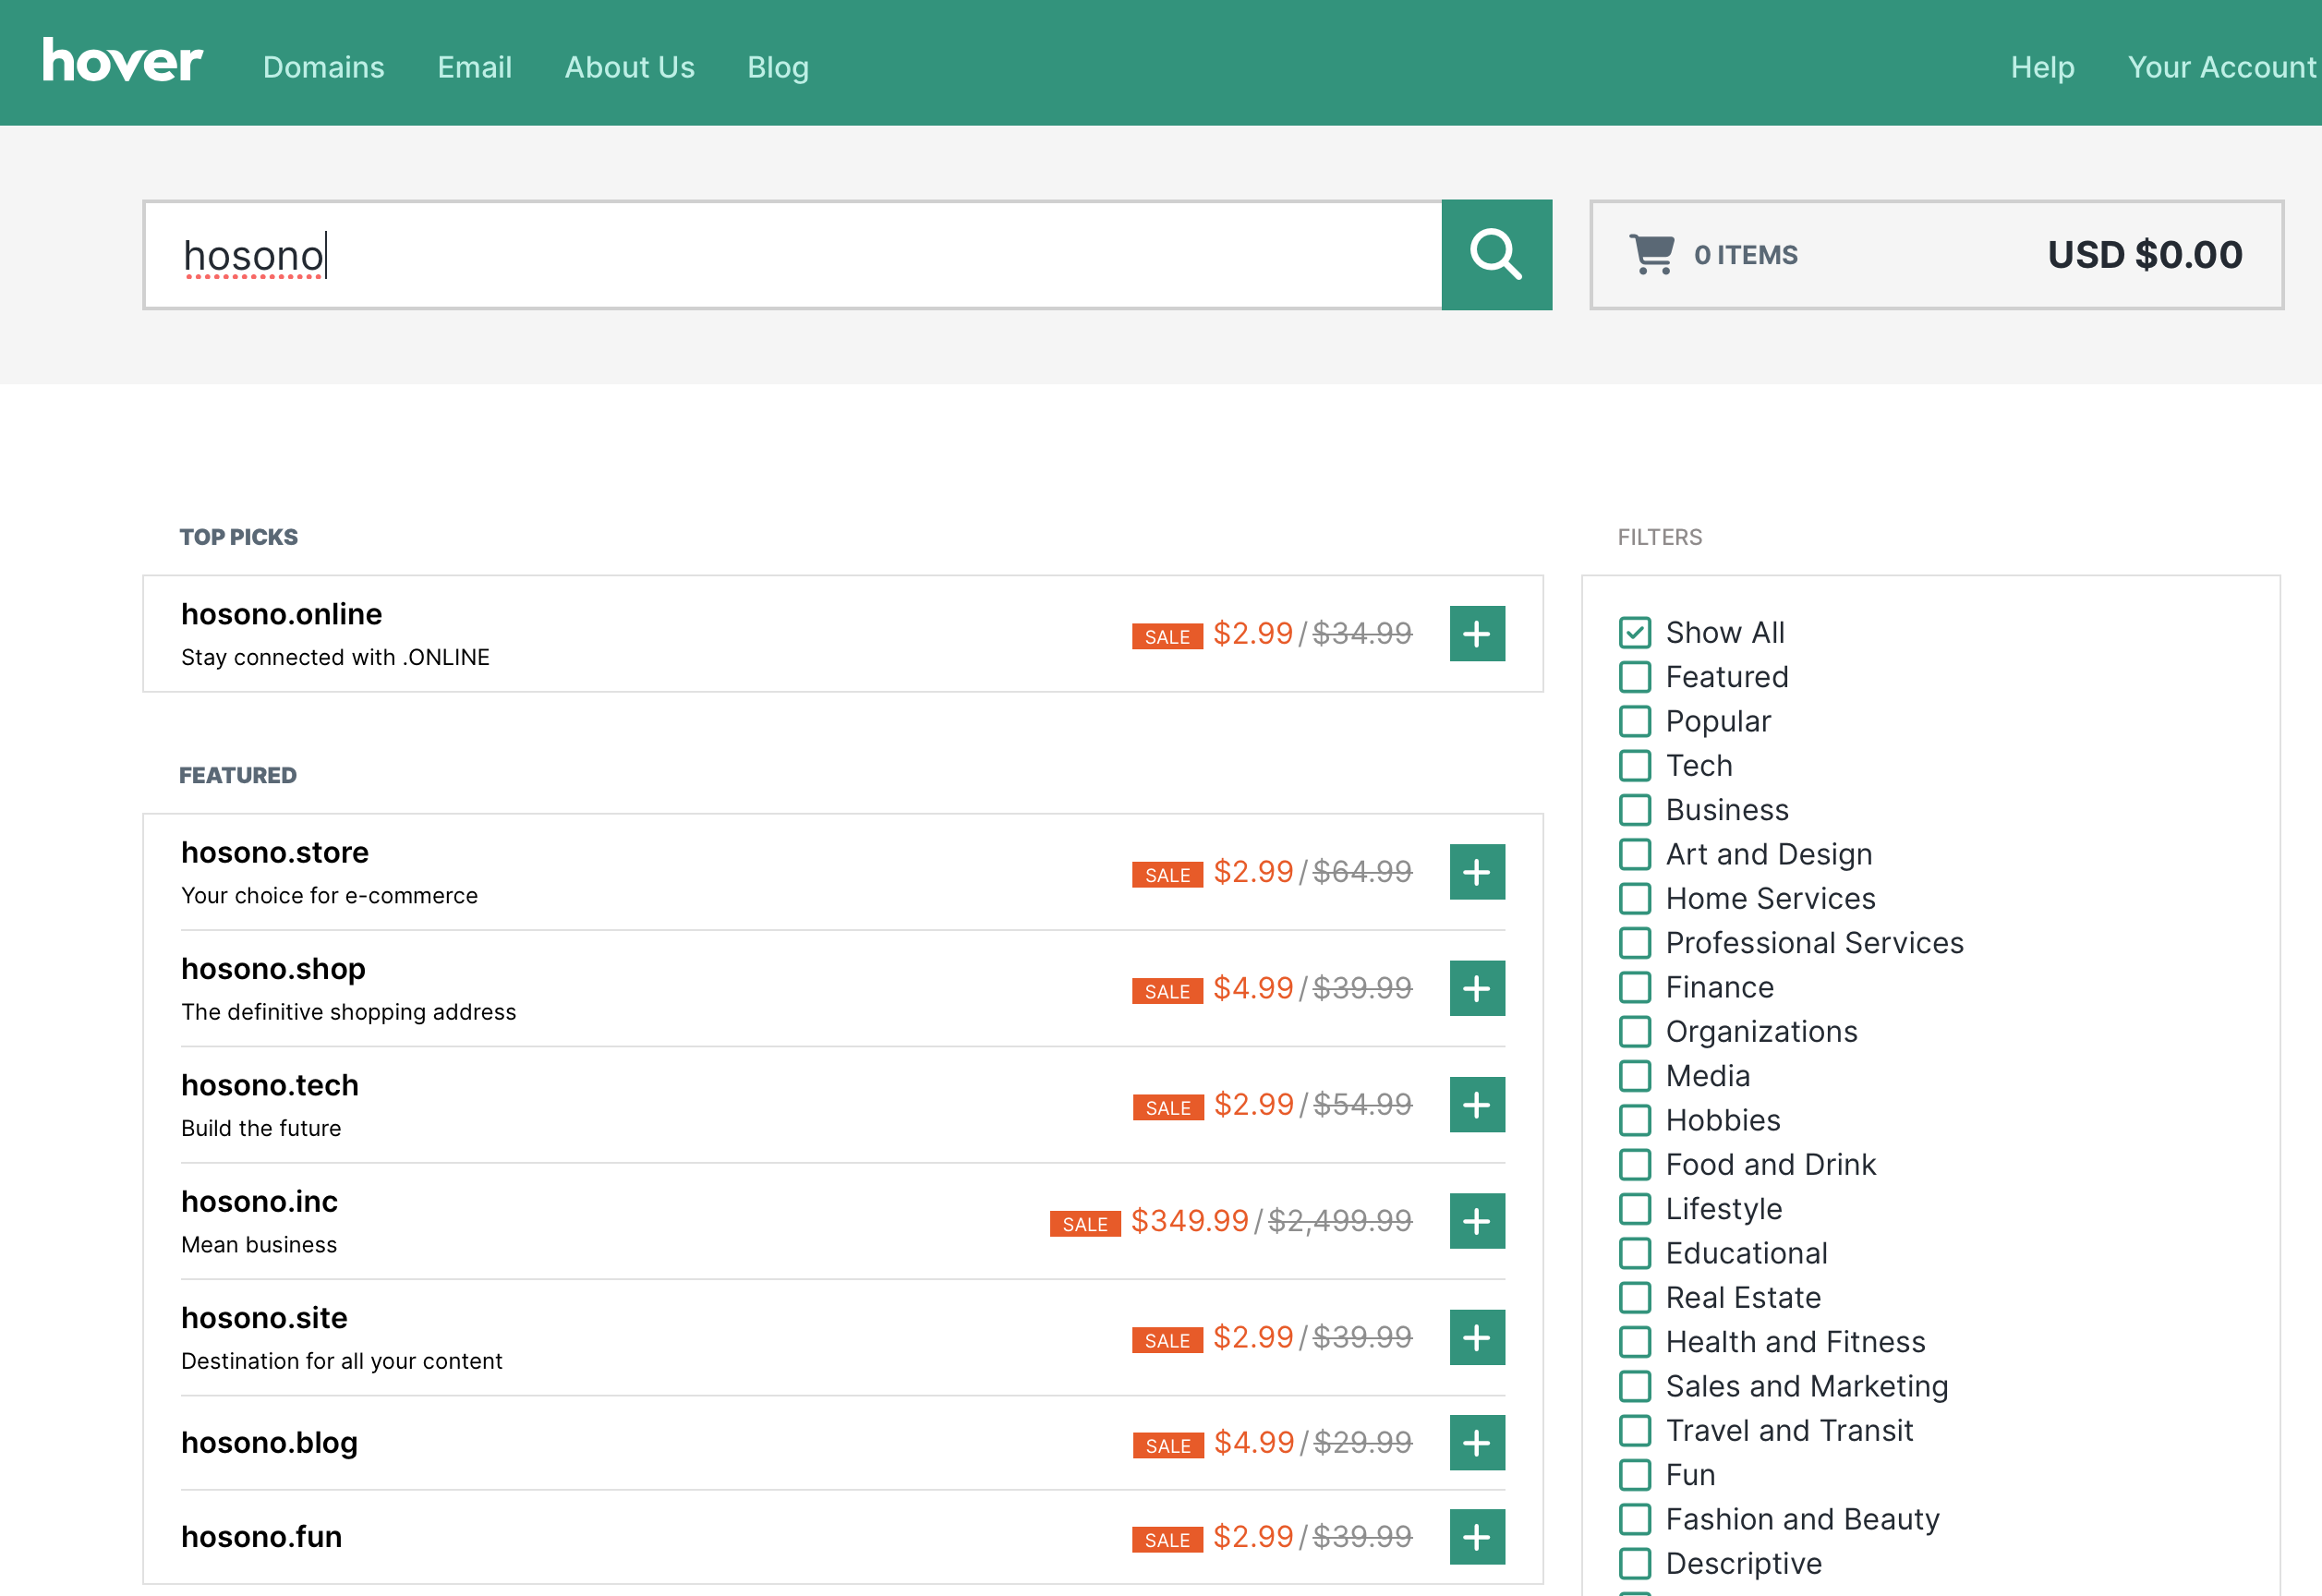 hover
Domains
Email
About Us
Blog
Help
Your Account
hosono
0 ITEMS
USD $0.00
TOP PICKS
hosono.online
Stay connected with .ONLINE
SALE $2.99/$34.99
FEATURED
hosono.store
Your choice for e-commerce
SALE $2.99/$64.99
hosono.shop
The definitive shopping address
SALE $4.99/$39.99
hosono.tech
Build the future
SALE $2.99/$54.99
hosono.inc
Mean business
SALE $349.99/$2,499.99
hosono.site
Destination for all your content
SALE $2.99/$39.99
hosono.blog
SALE $4.99/$29.99
hosono.fun
SALE $2.99/$39.99
FILTERS
Show All
Featured
Popular
Tech
Business
Art and Design
Home Services
Professional Services
Finance
Organizations
Media
Hobbies
Food and Drink
Lifestyle
Educational
Real Estate
Health and Fitness
Sales and Marketing
Travel and Transit
Fun
Fashion and Beauty
Descriptive